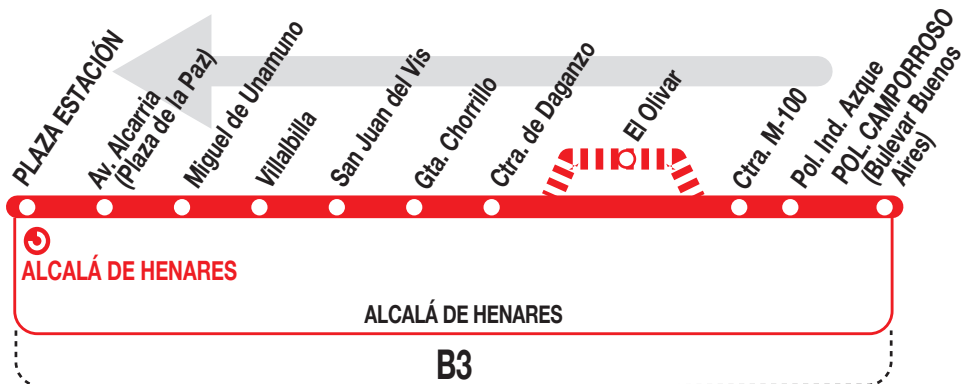 PLAZA ESTACIÓN
Av. Alcarria
(Plaza de la Paz)
Miguel de Unamuno
Villalbilla
San Juan del Vis
Gta. Chorrillo
Ctra. de Daganzo
El Olivar
Ctra. M-100
Pol. Ind. Azque
POL. CAMPORROSO
(Bulevar Buenos
Aires)
ALCALÁ DE HENARES
ALCALÁ DE HENARES
B3